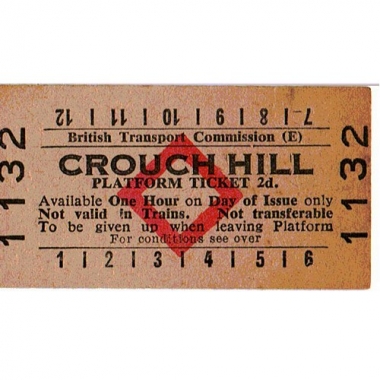 12 | 11 | 10 | 9 | 8 | 7
British Transport Commission (E)
CROUCH HILL
PLATFORM TICKET 2d.
Available One Hour on Day of Issue only
Not valid in Trains. Not transferable
To be given up when leaving Platform
For conditions see over
1 | 2 | 3 | 4 | 5 | 6
1132
1132